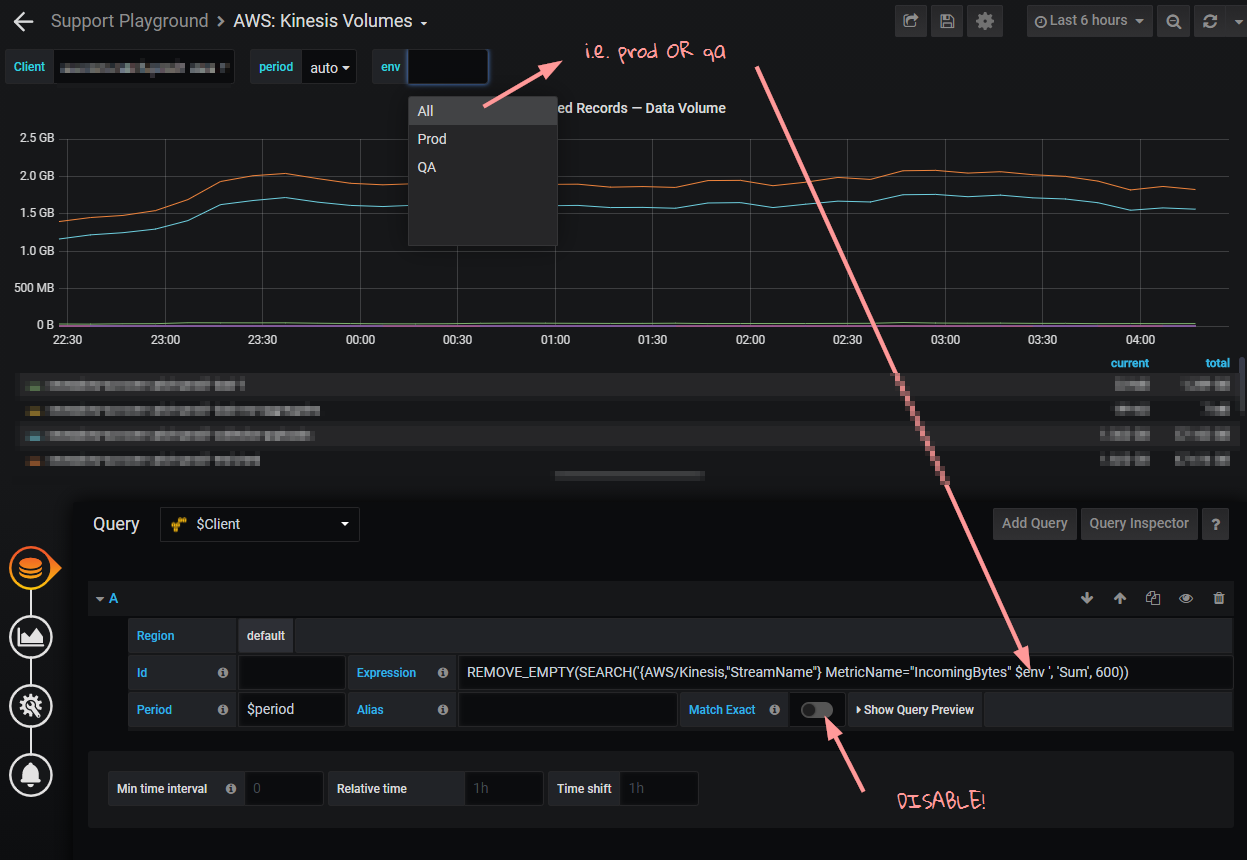 Support Playground > AWS: Kinesis Volumes
Last 6 hours
i.e. prod OR qa
Client
period auto
env
All
Prod
QA
ed Records — Data Volume
2.5 GB
2.0 GB
1.5 GB
1.0 GB
500 MB
0 B
22:30 23:00 23:30 00:00 00:30 01:00 01:30 02:00 02:30 03:00 03:30 04:00
current total
Query $Client Add Query Query Inspector ?
A
Region default
Id Expression REMOVE_EMPTY(SEARCH('{AWS/Kinesis,"StreamName"} MetricName="IncomingBytes" $env ', 'Sum', 600))
Period $period Alias Match Exact Show Query Preview
Min time interval 0 Relative time 1h Time shift 1h
DISABLE!